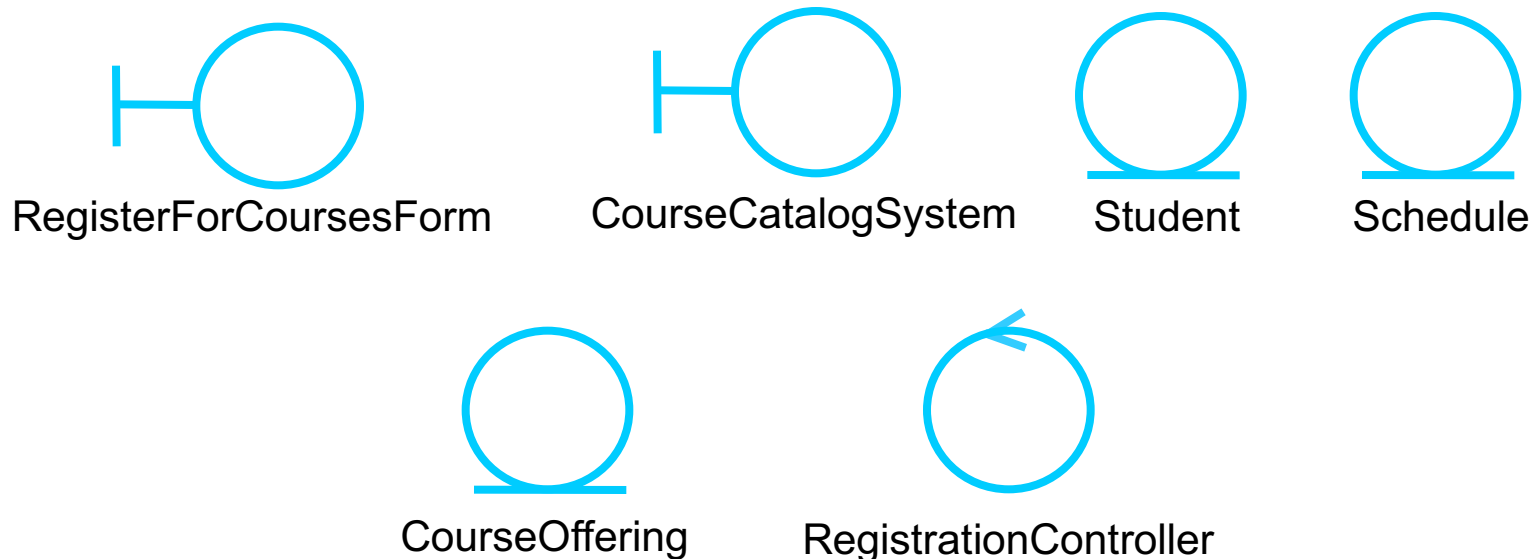 RegisterForCoursesForm
CourseCatalogSystem
Student
Schedule
CourseOffering
RegistrationController